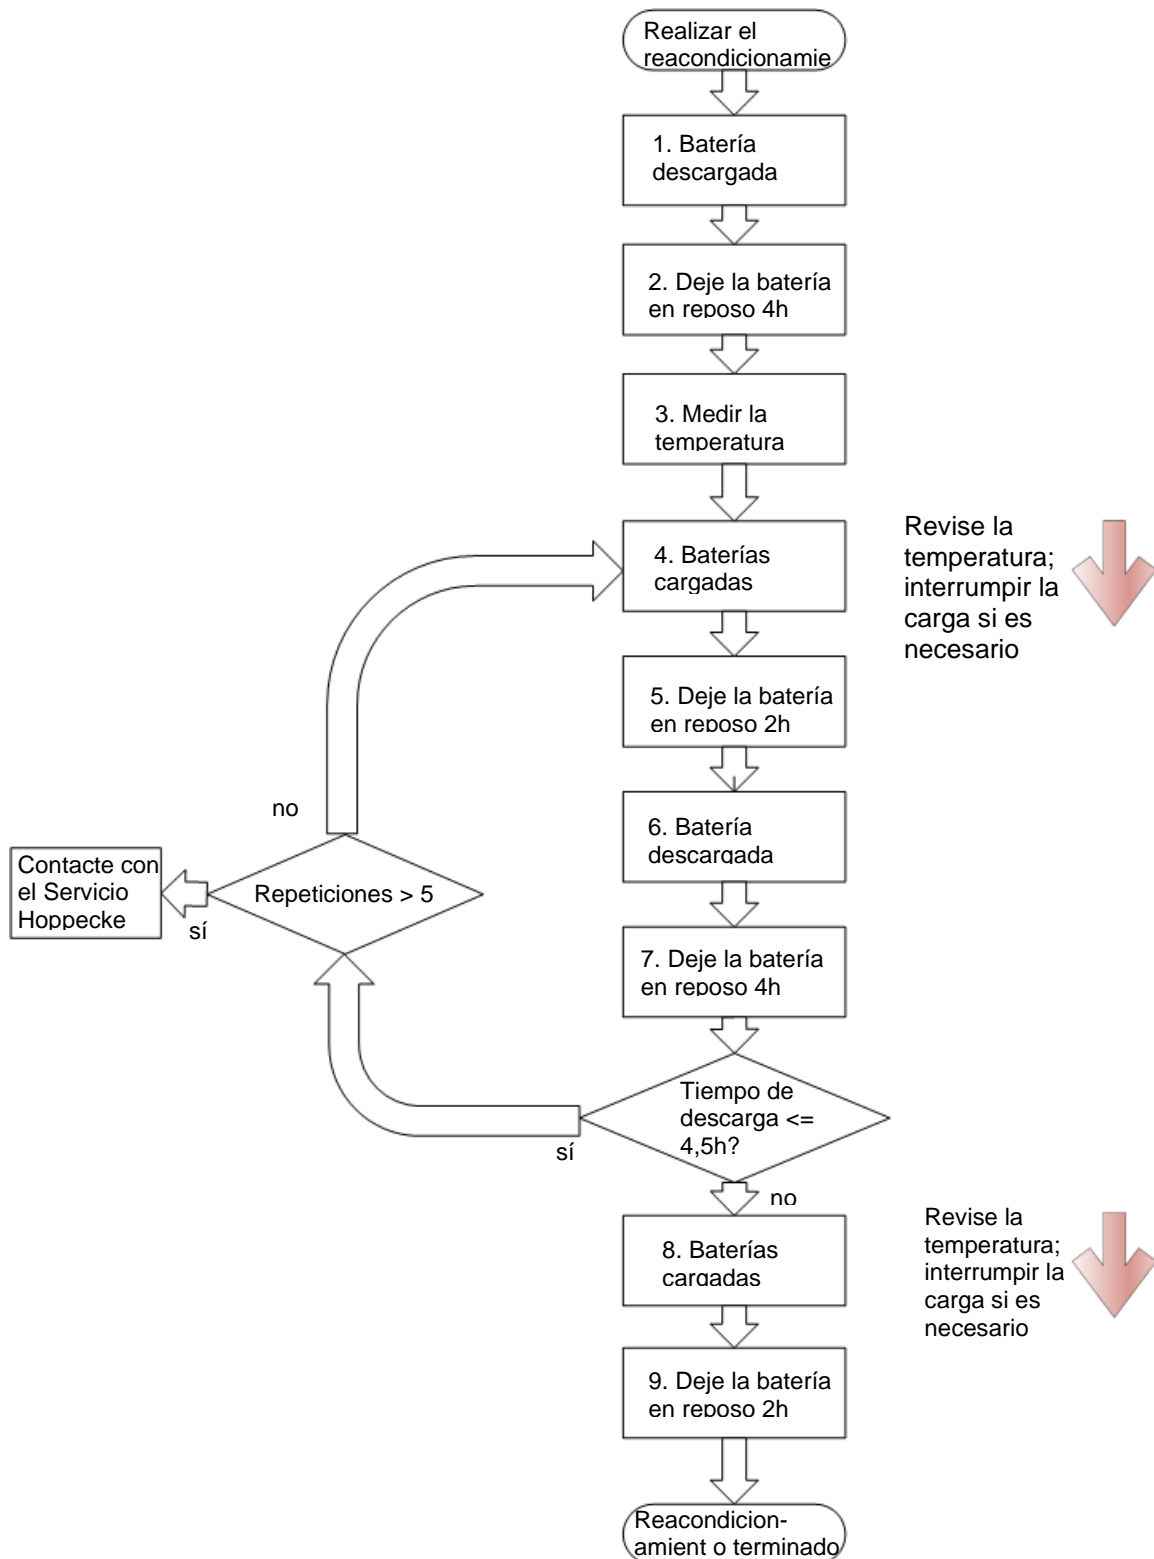 Realizar el
reacondicionamie
1. Batería
descargada
2. Deje la batería
en reposo 4h
3. Medir la
temperatura
4. Baterías
cargadas
Revise la
temperatura;
interrumpir la
carga si es
necesario
5. Deje la batería
en reposo 2h
6. Batería
descargada
7. Deje la batería
en reposo 4h
Tiempo de
descarga <=
4,5h?
sí
no
Repeticiones > 5
no
sí
Contacte con
el Servicio
Hoppecke
8. Baterías
cargadas
Revise la
temperatura;
interrumpir la
carga si es
necesario
9. Deje la batería
en reposo 2h
Reacondicion-
amient o terminado